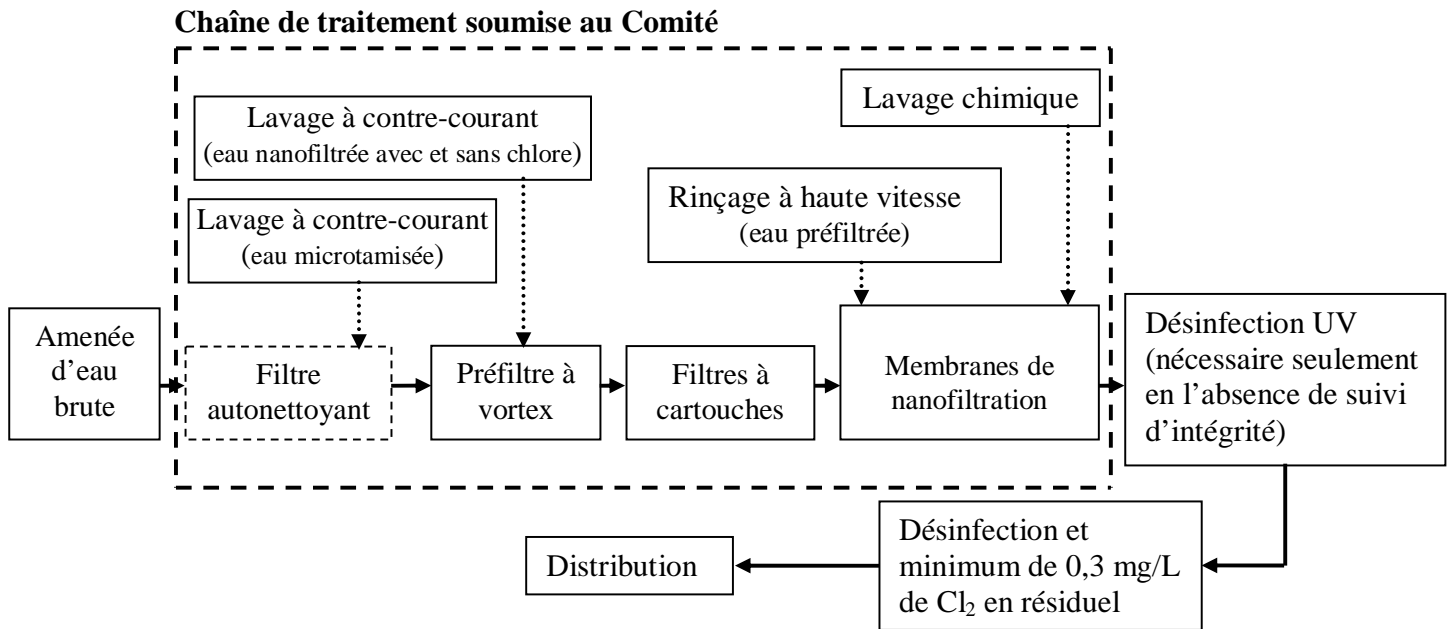 Chaîne de traitement soumise au Comité
Lavage chimique
Lavage à contre-courant
(eau nanofiltrée avec et sans chlore)
Rinçage à haute vitesse
(eau préfiltrée)
Lavage à contre-courant
(eau microtamisée)
Amenée
d’eau
brute
Filtre
autonettoyant
Préfiltre à
vortex
Filtres à
cartouches
Membranes de
nanofiltration
Désinfection UV
(nécessaire seulement
en l’absence de suivi
d’intégrité)
Désinfection et
minimum de 0,3 mg/L
de Cl₂ en résiduel
Distribution